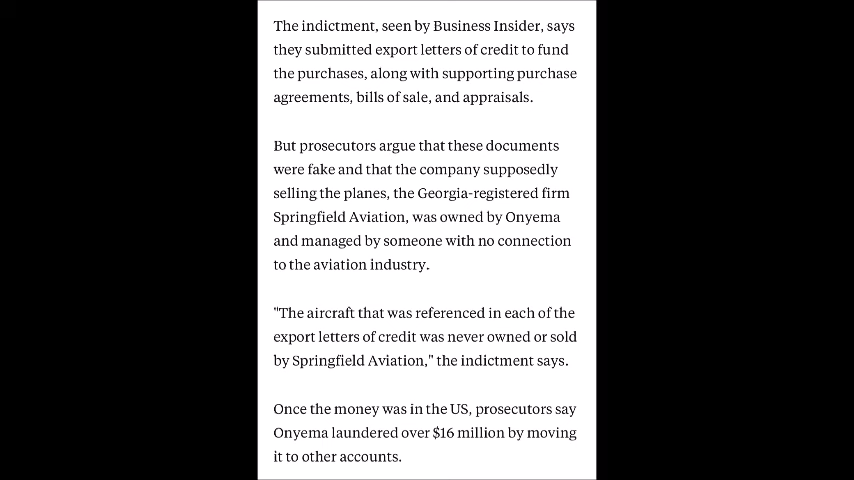 The indictment, seen by Business Insider, says
they submitted export letters of credit to fund
the purchases, along with supporting purchase
agreements, bills of sale, and appraisals.
But prosecutors argue that these documents
were fake and that the company supposedly
selling the planes, the Georgia-registered firm
Springfield Aviation, was owned by Onyema
and managed by someone with no connection
to the aviation industry.
"The aircraft that was referenced in each of the
export letters of credit was never owned or sold
by Springfield Aviation," the indictment says.
Once the money was in the US, prosecutors say
Onyema laundered over $16 million by moving
it to other accounts.